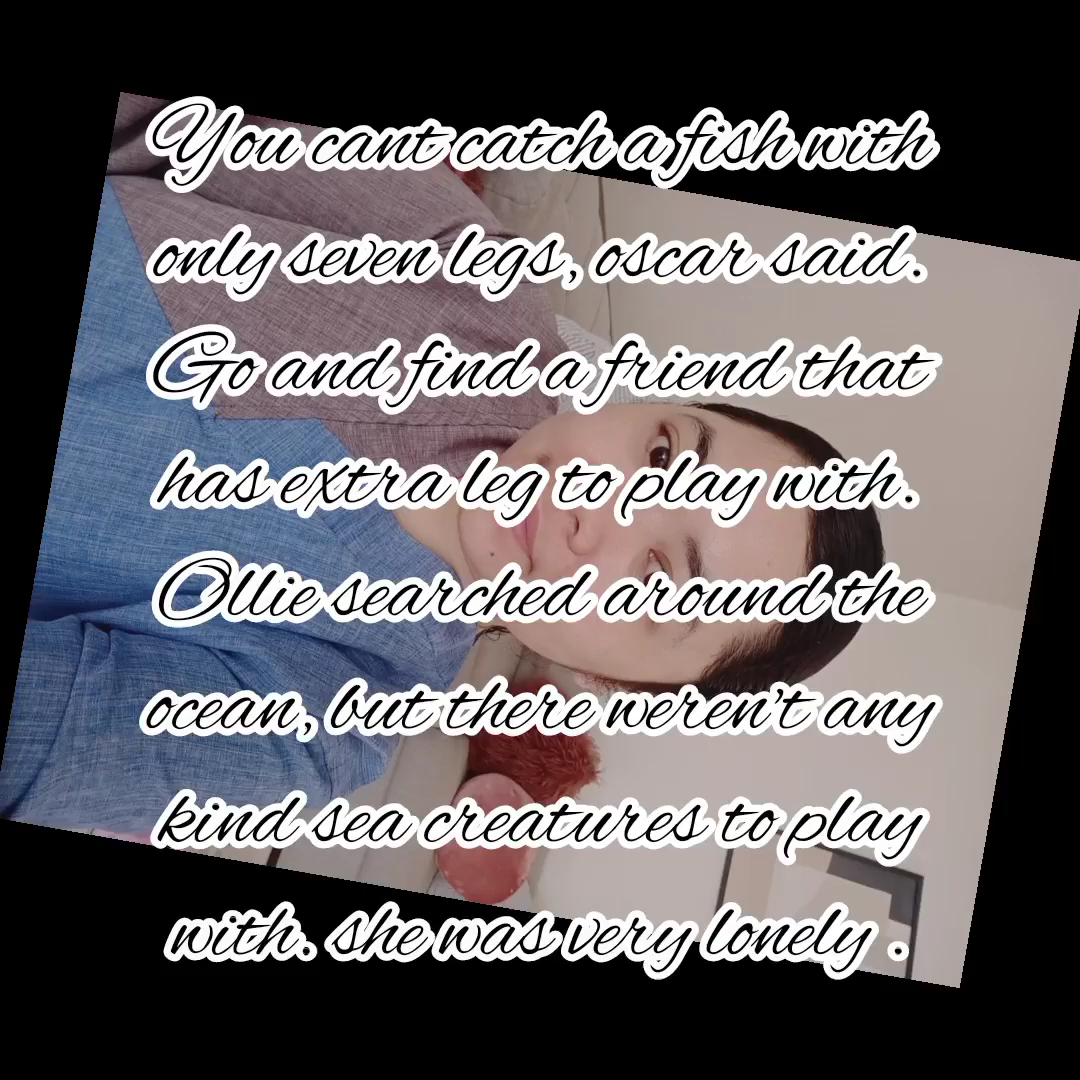 You cant catch a fish with
only seven legs, oscar said.
Go and find a friend that
has extra leg to play with.
Ollie searched around the
ocean, but there weren't any
kind sea creatures to play
with. she was very lonely .